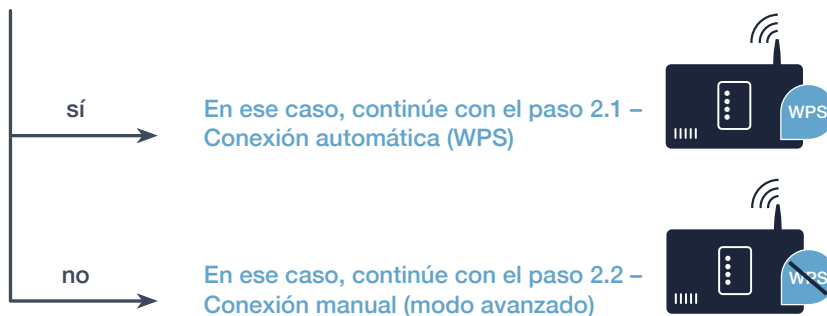 sí
En ese caso, continúe con el paso 2.1 –
Conexión automática (WPS)
WPS
no
En ese caso, continúe con el paso 2.2 –
Conexión manual (modo avanzado)
WPS